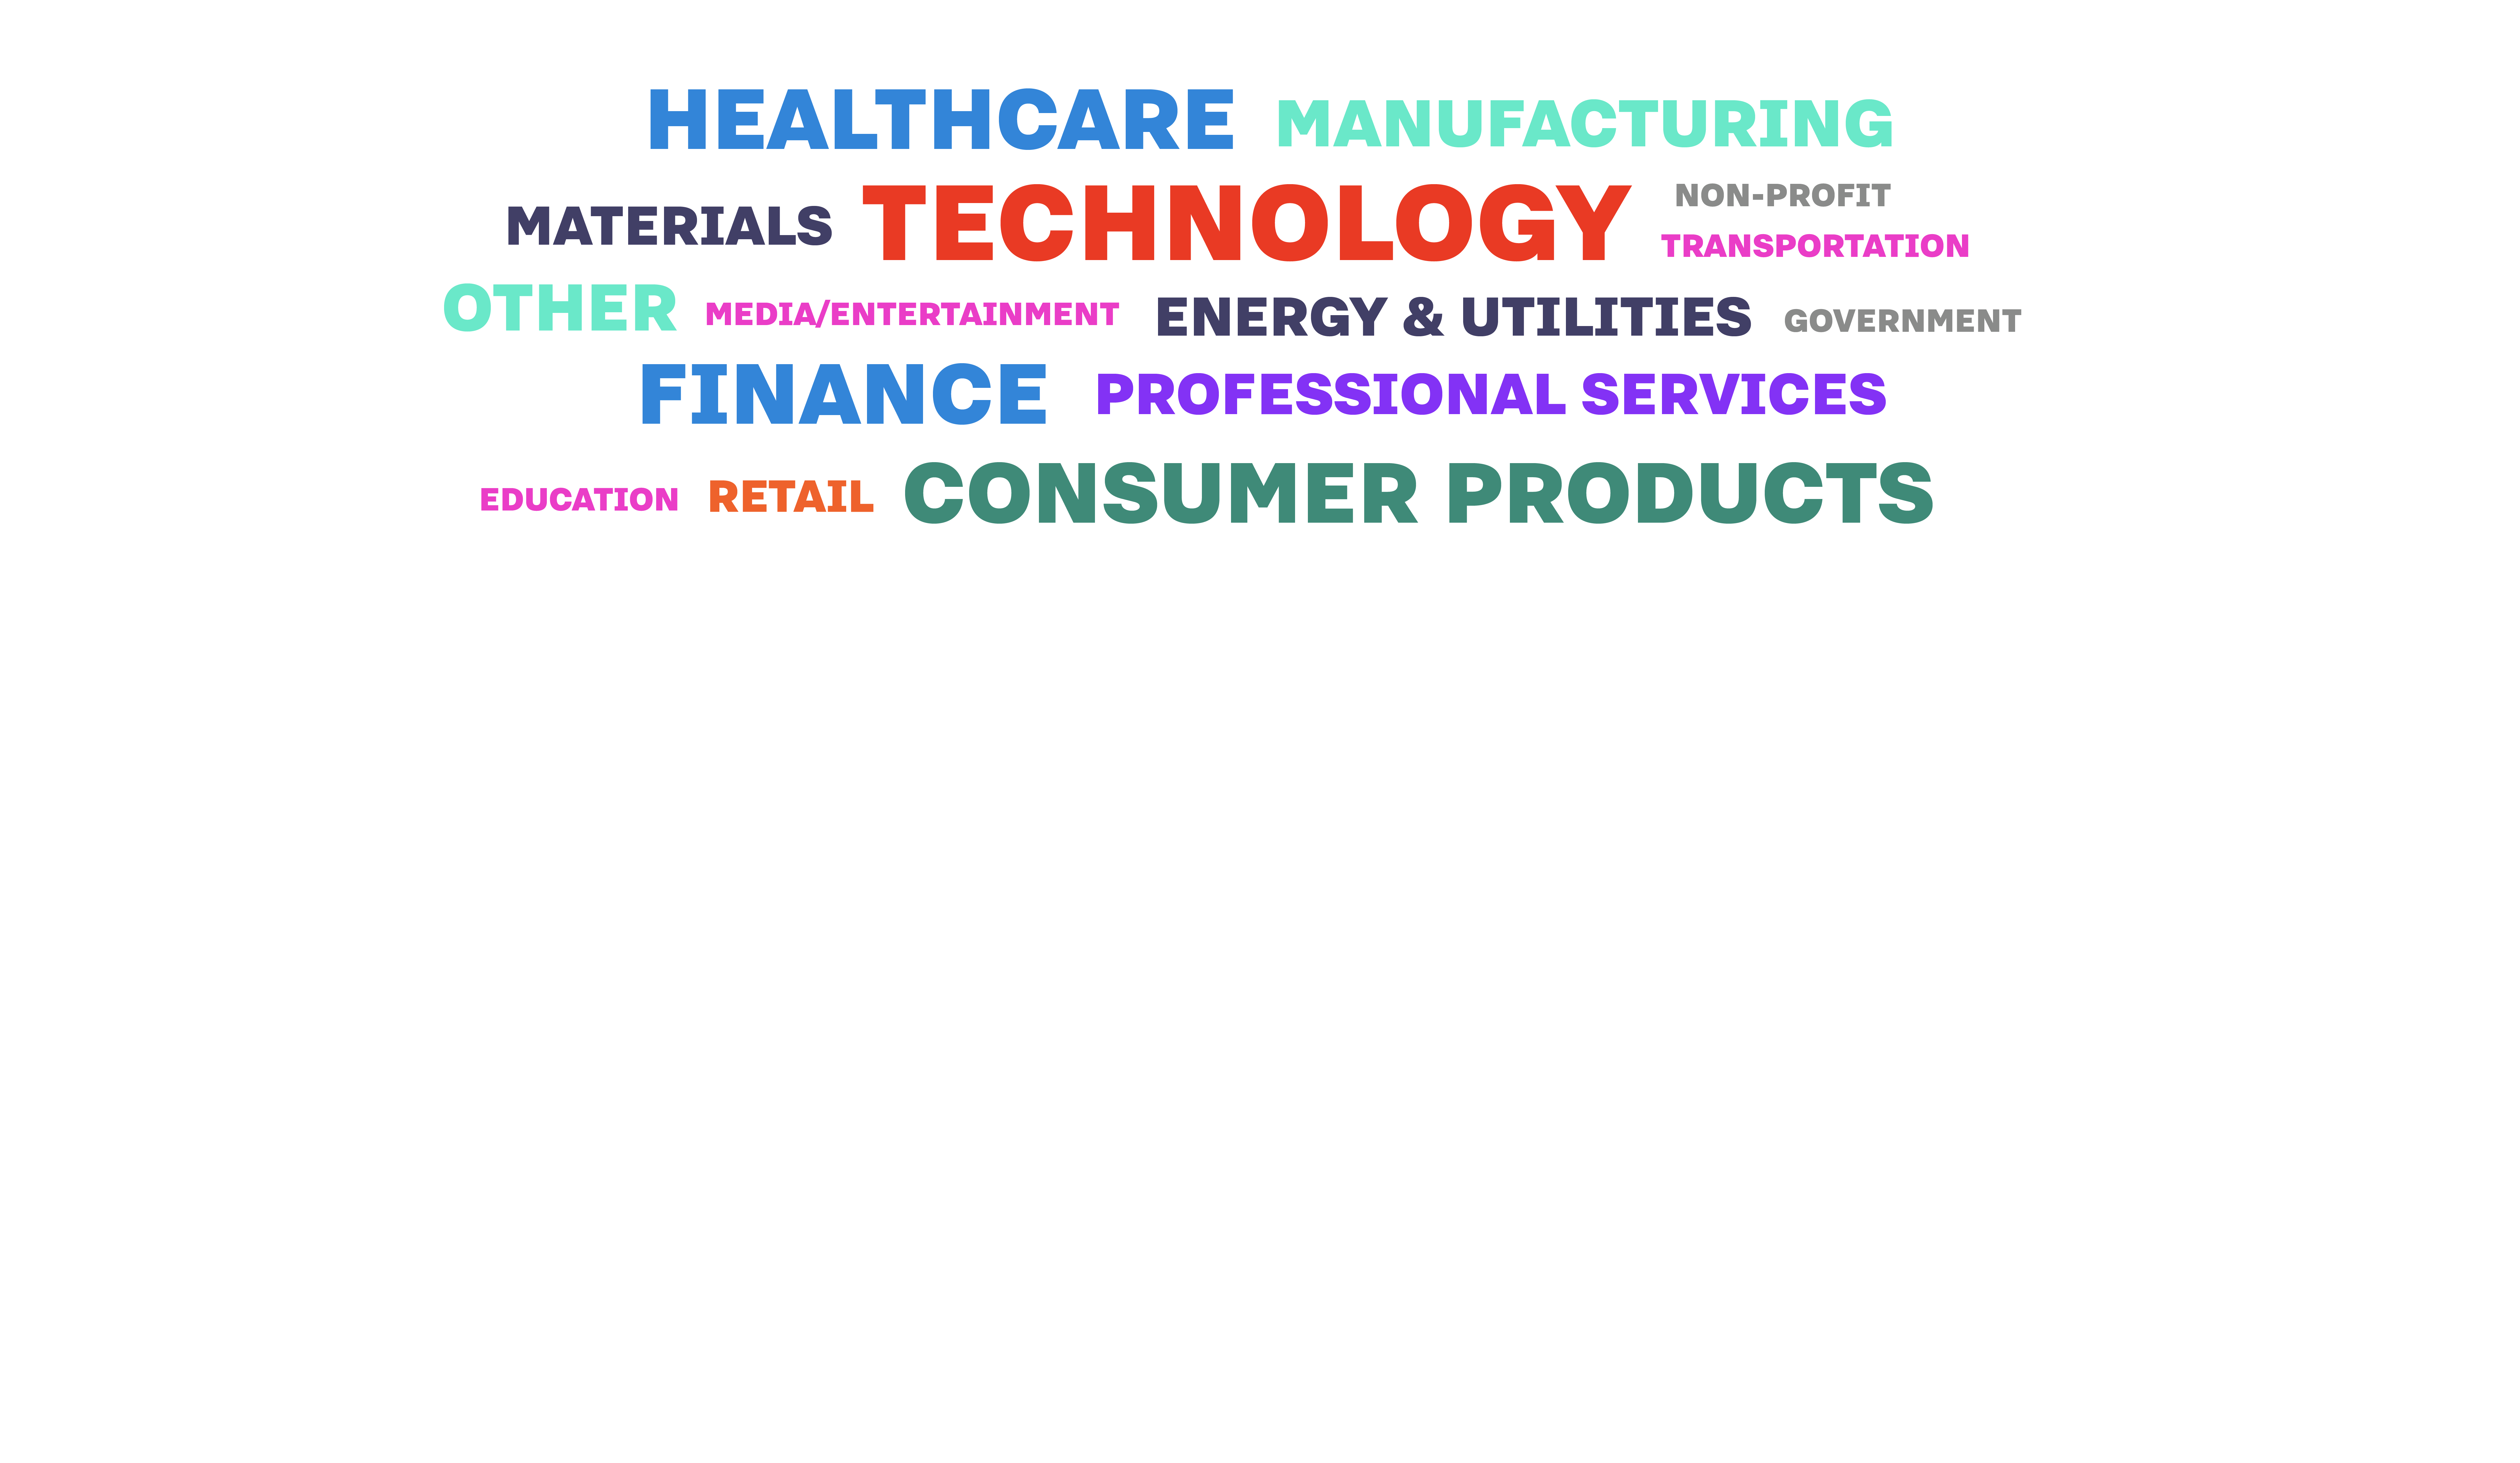 HEALTHCARE MANUFACTURING
MATERIALS TECHNOLOGY NON-PROFIT
TRANSPORTATION
OTHER MEDIA/ENTERTAINMENT ENERGY & UTILITIES GOVERNMENT
FINANCE PROFESSIONAL SERVICES
EDUCATION RETAIL CONSUMER PRODUCTS